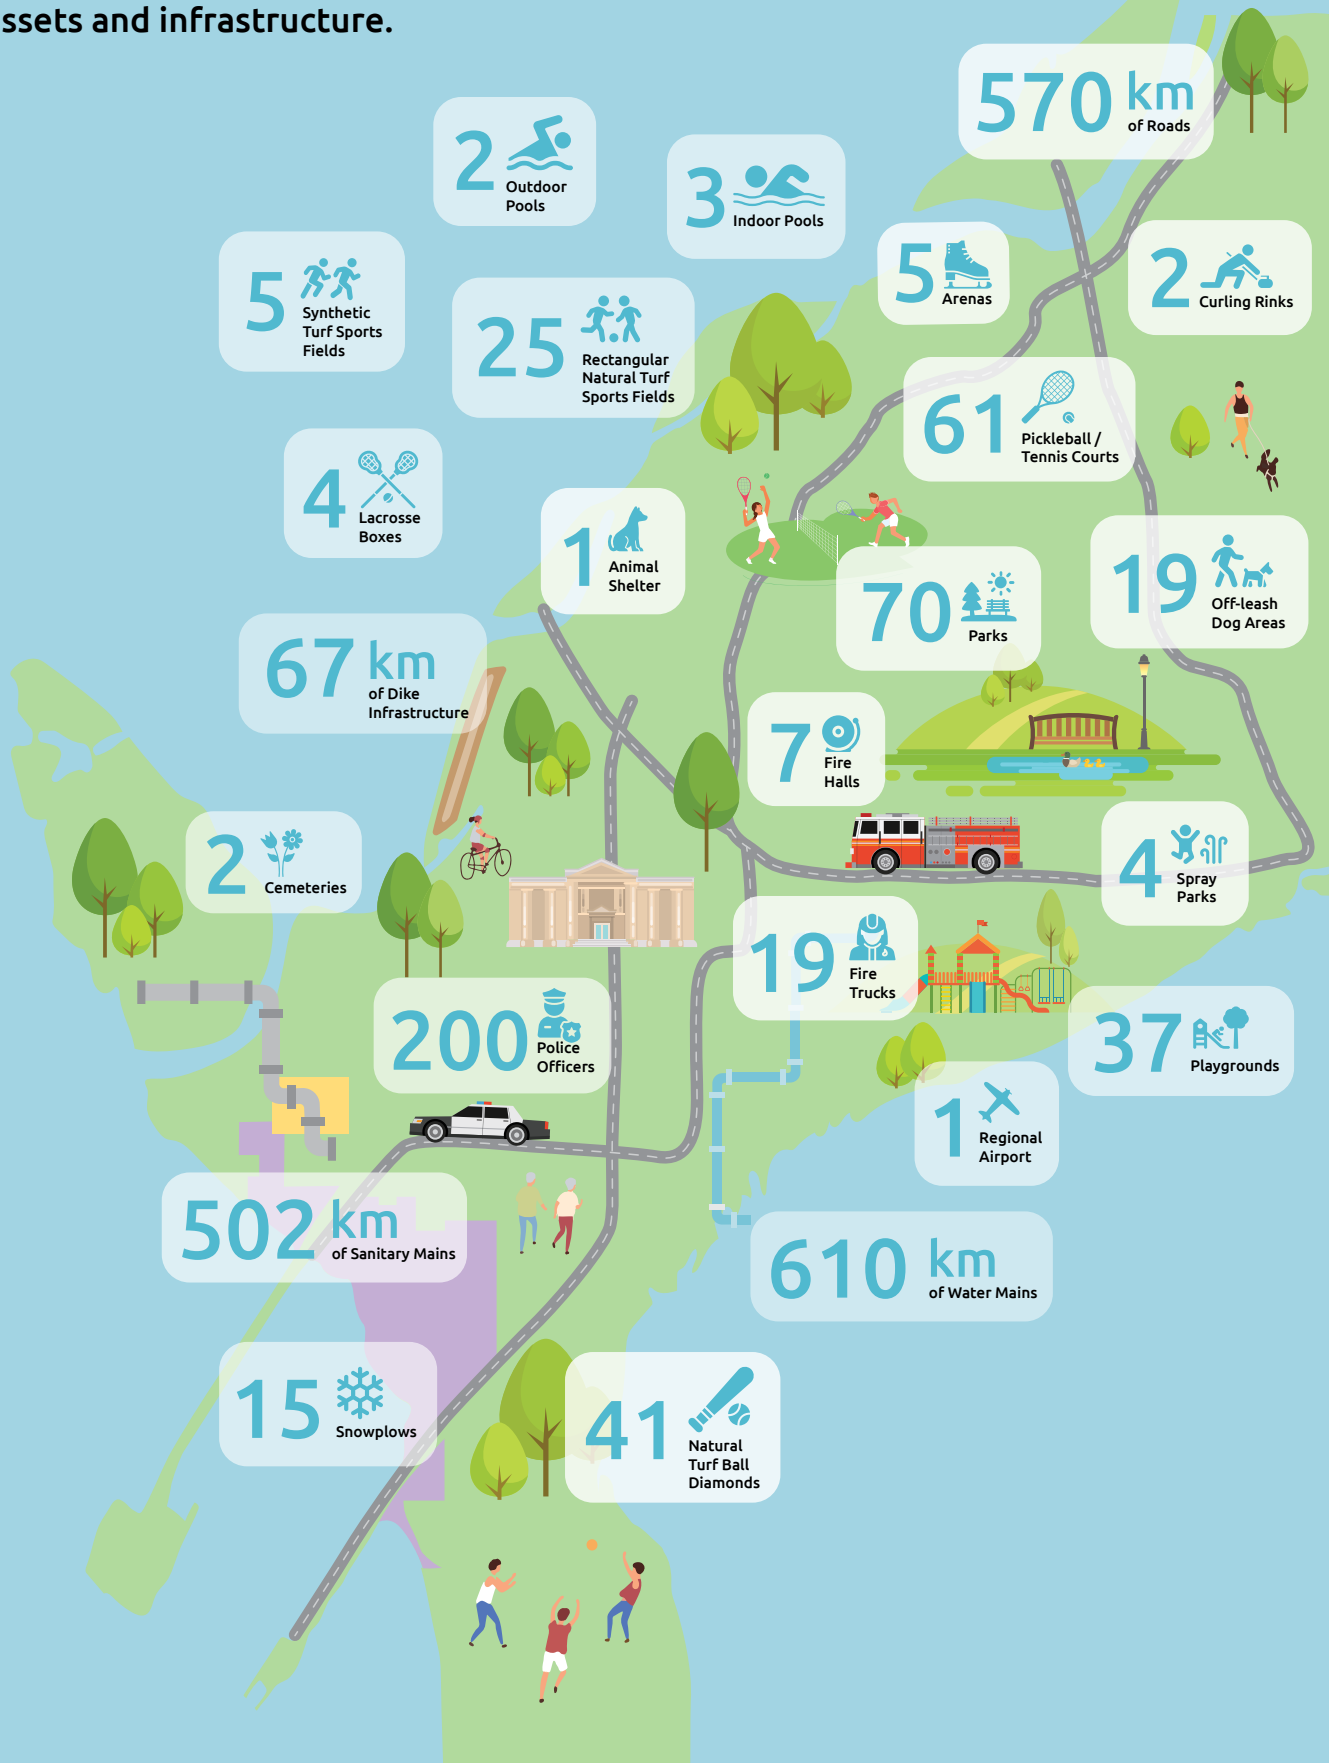 ssets and infrastructure.
570 km
of Roads
2
Outdoor
Pools
3
Indoor Pools
5
Arenas
2
Curling Rinks
5
Synthetic
Turf Sports
Fields
25
Rectangular
Natural Turf
Sports Fields
61
Pickleball /
Tennis Courts
4
Lacrosse
Boxes
1
Animal
Shelter
70
Parks
19
Off-leash
Dog Areas
67 km
of Dike
Infrastructure
7
Fire
Halls
2
Cemeteries
4
Spray
Parks
19
Fire
Trucks
200
Police
Officers
37
Playgrounds
1
Regional
Airport
502 km
of Sanitary Mains
610 km
of Water Mains
15
Snowplows
41
Natural
Turf Ball
Diamonds